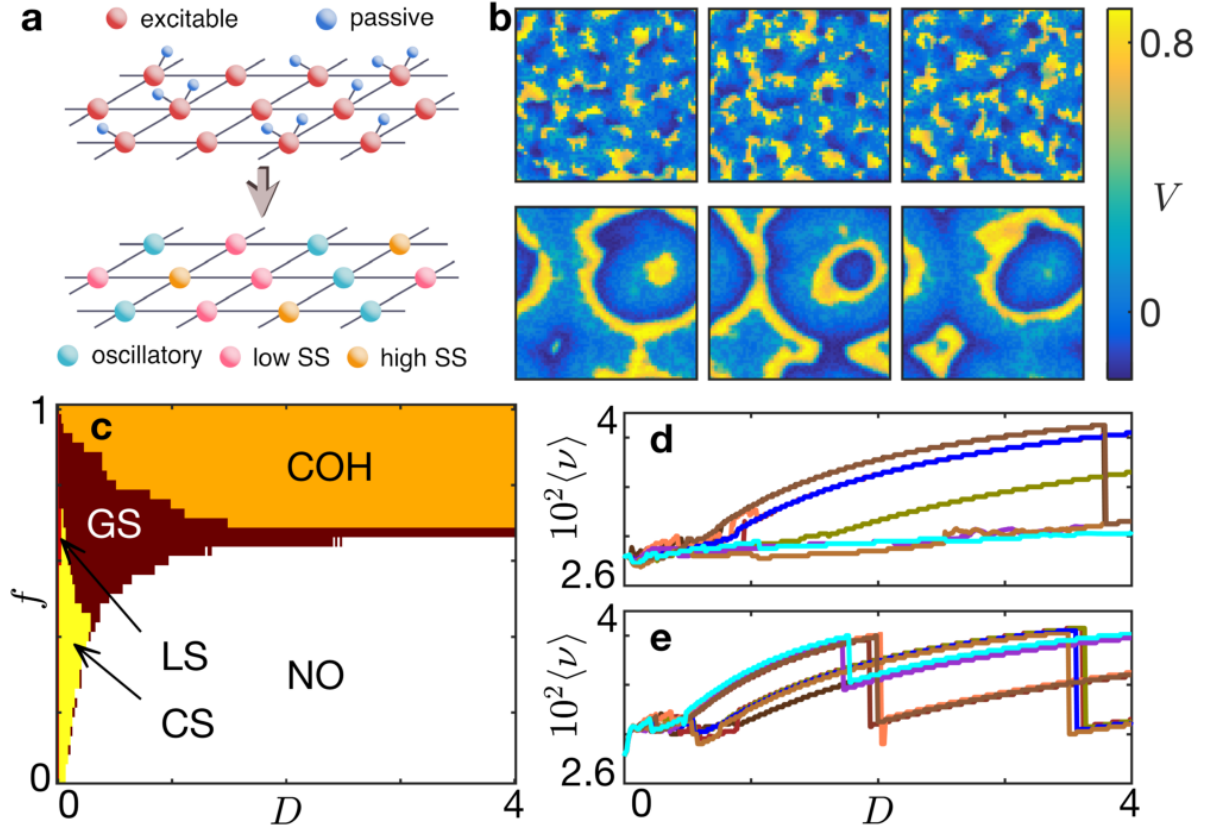 a
excitable passive
oscillatory low SS high SS
b
0.8
V
0
c
1
f
0
COH
GS
LS
CS
NO
0 D 4
d
4
10² ⟨ν⟩
2.6
e
4
10² ⟨ν⟩
2.6
0 D 4